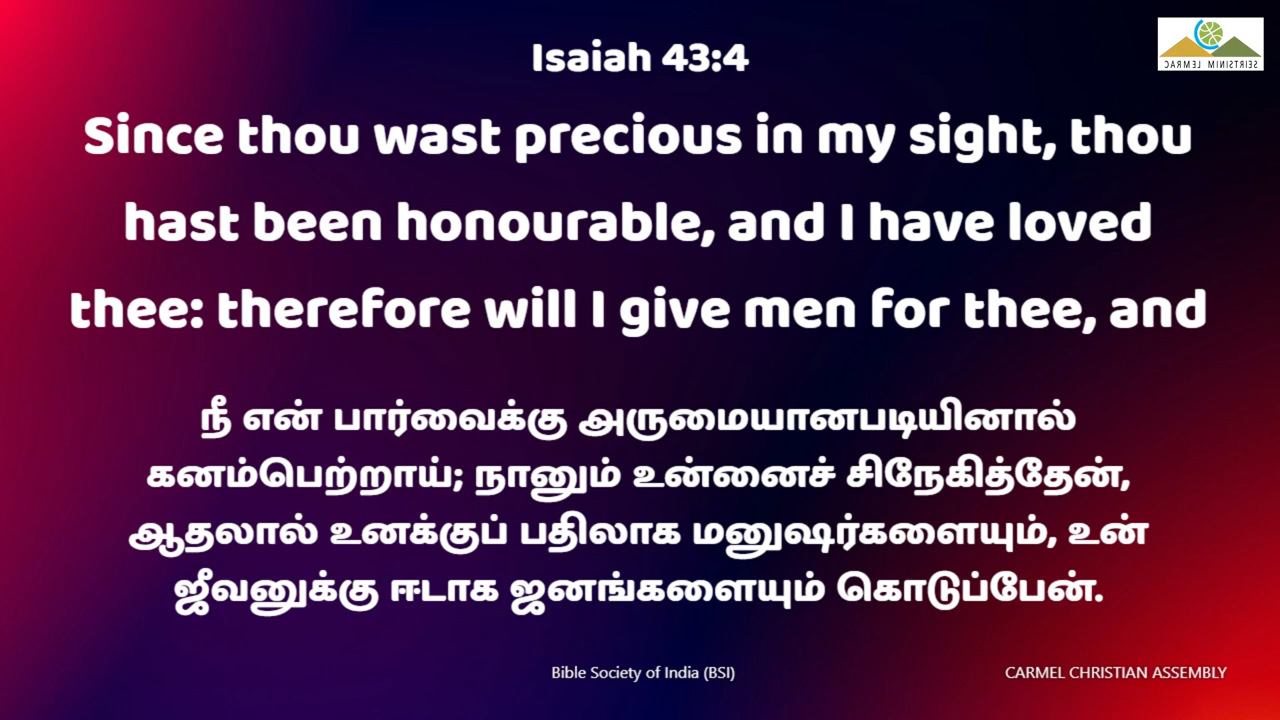 Isaiah 43:4
CARMEL MINISTRIES
Since thou wast precious in my sight, thou
hast been honourable, and I have loved
thee: therefore will I give men for thee, and
நீ என் பார்வைக்கு அருமையானபடியினால்
கனம்பெற்றாய்; நானும் உன்னைச் சிநேகித்தேன்,
ஆதலால் உனக்குப் பதிலாக மனுஷர்களையும், உன்
ஜீவனுக்கு ஈடாக ஜனங்களையும் கொடுப்பேன்.
Bible Society of India (BSI)
CARMEL CHRISTIAN ASSEMBLY